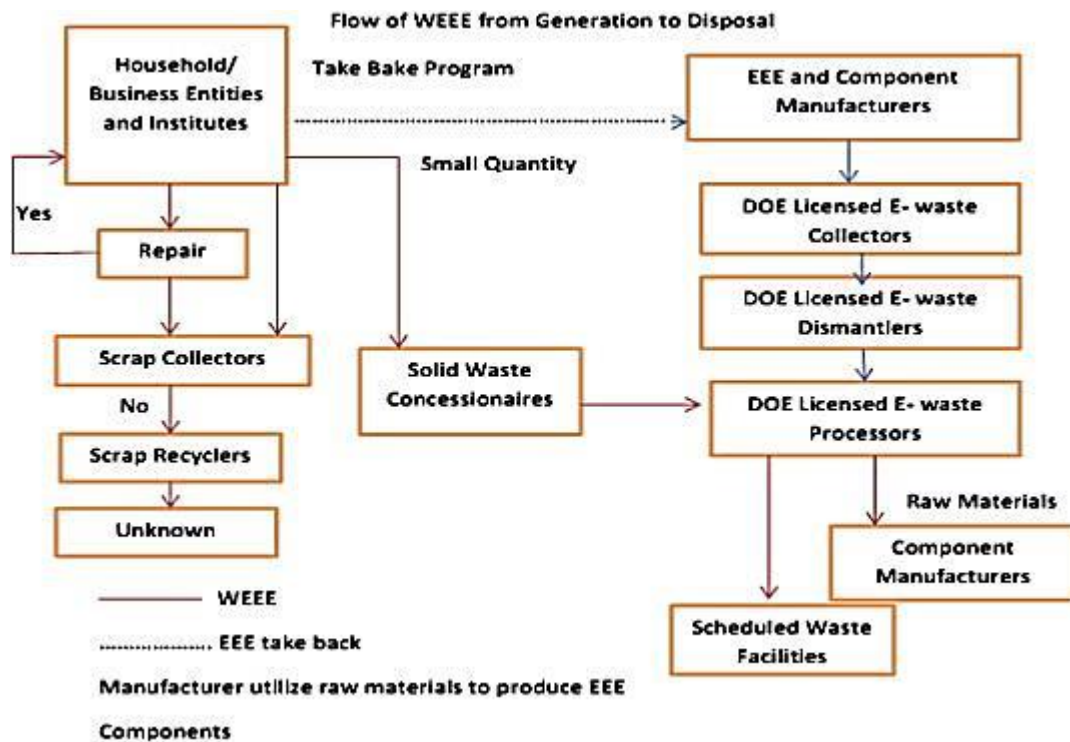 Flow of WEEE from Generation to Disposal
Household/
Business Entities
and Institutes
Take Bake Program
EEE and Component
Manufacturers
Small Quantity
Yes
Repair
DOE Licensed E- waste
Collectors
DOE Licensed E- waste
Dismantlers
Scrap Collectors
Solid Waste
Concessionaires
DOE Licensed E- waste
Processors
No
Scrap Recyclers
Unknown
Raw Materials
Component
Manufacturers
Scheduled Waste
Facilities
WEEE
EEE take back
Manufacturer utilize raw materials to produce EEE
Components